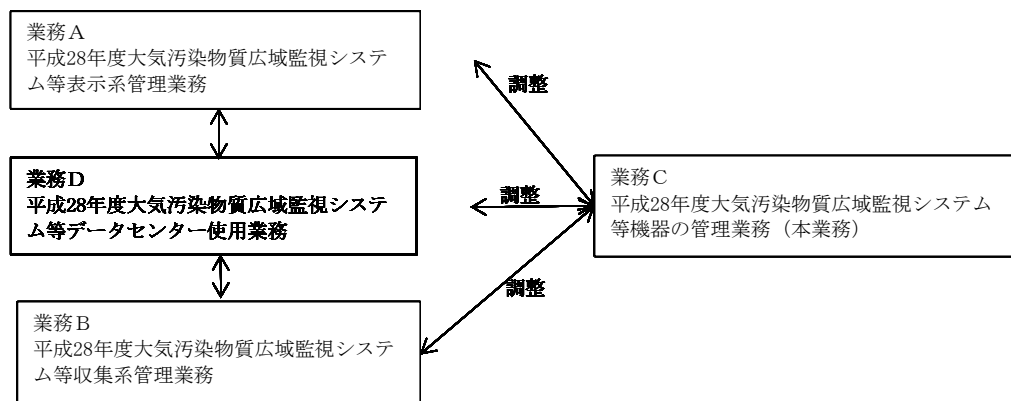 業務A
平成28年度大気汚染物質広域監視システ
ム等表示系管理業務
調整
業務D
平成28年度大気汚染物質広域監視システ
ム等データセンター使用業務
調整
業務C
平成28年度大気汚染物質広域監視システム
等機器の管理業務（本業務）
調整
業務B
平成28年度大気汚染物質広域監視システ
ム等収集系管理業務